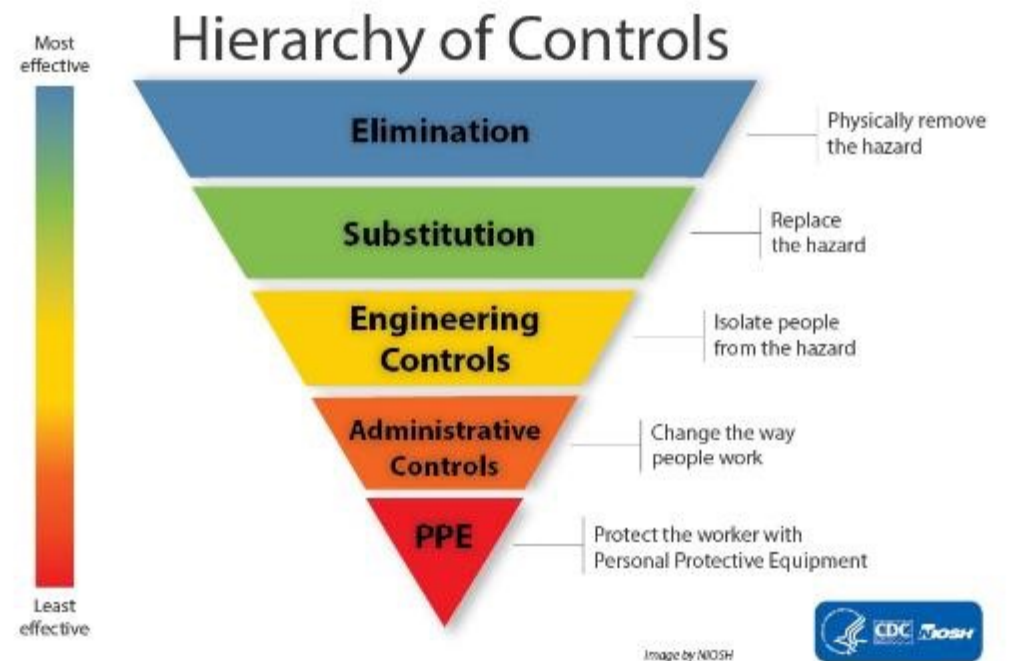 Hierarchy of Controls
Most
effective
Elimination
Physically remove
the hazard
Substitution
Replace
the hazard
Engineering
Controls
Isolate people
from the hazard
Administrative
Controls
Change the way
people work
PPE
Protect the worker with
Personal Protective Equipment
Least
effective
CDC NIOSH
Image by NIOSH